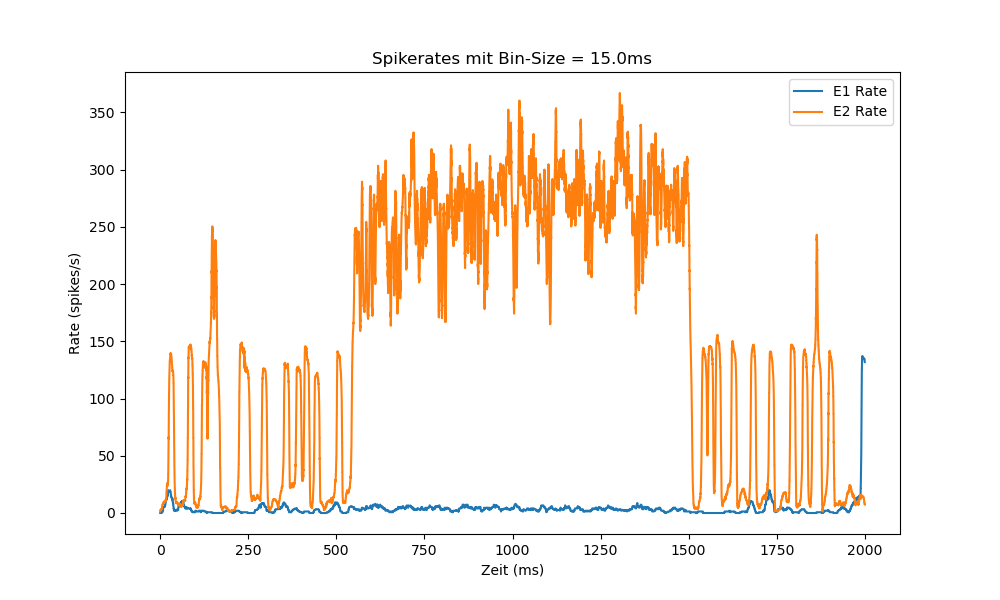 Spikerates mit Bin-Size = 15.0ms
E1 Rate
E2 Rate
Rate (spikes/s)
350
300
250
200
150
100
50
0
0 250 500 750 1000 1250 1500 1750 2000
Zeit (ms)